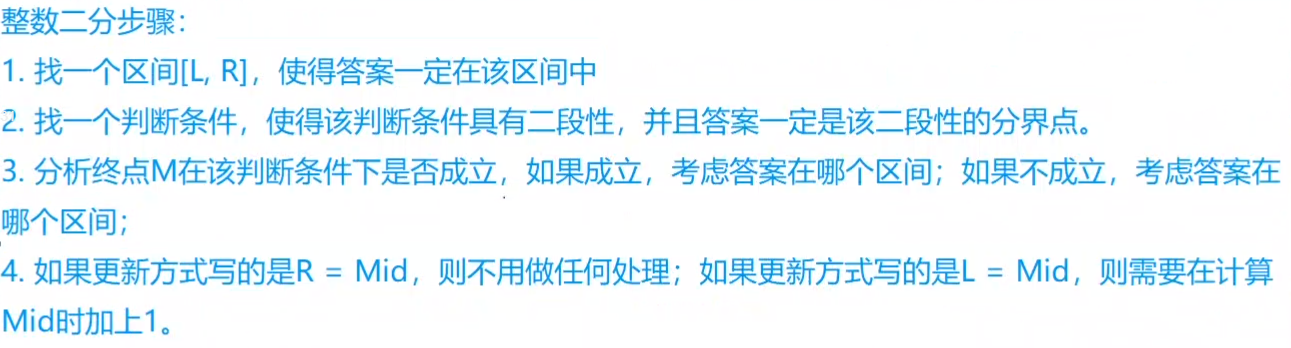 整数二分步骤：
1. 找一个区间[L, R]，使得答案一定在该区间中
2. 找一个判断条件，使得该判断条件具有二段性，并且答案一定是该二段性的分界点。
3. 分析终点M在该判断条件下是否成立，如果成立，考虑答案在哪个区间；如果不成立，考虑答案在
哪个区间；
4. 如果更新方式写的是R = Mid，则不用做任何处理；如果更新方式写的是L = Mid，则需要在计算
Mid时加上1。